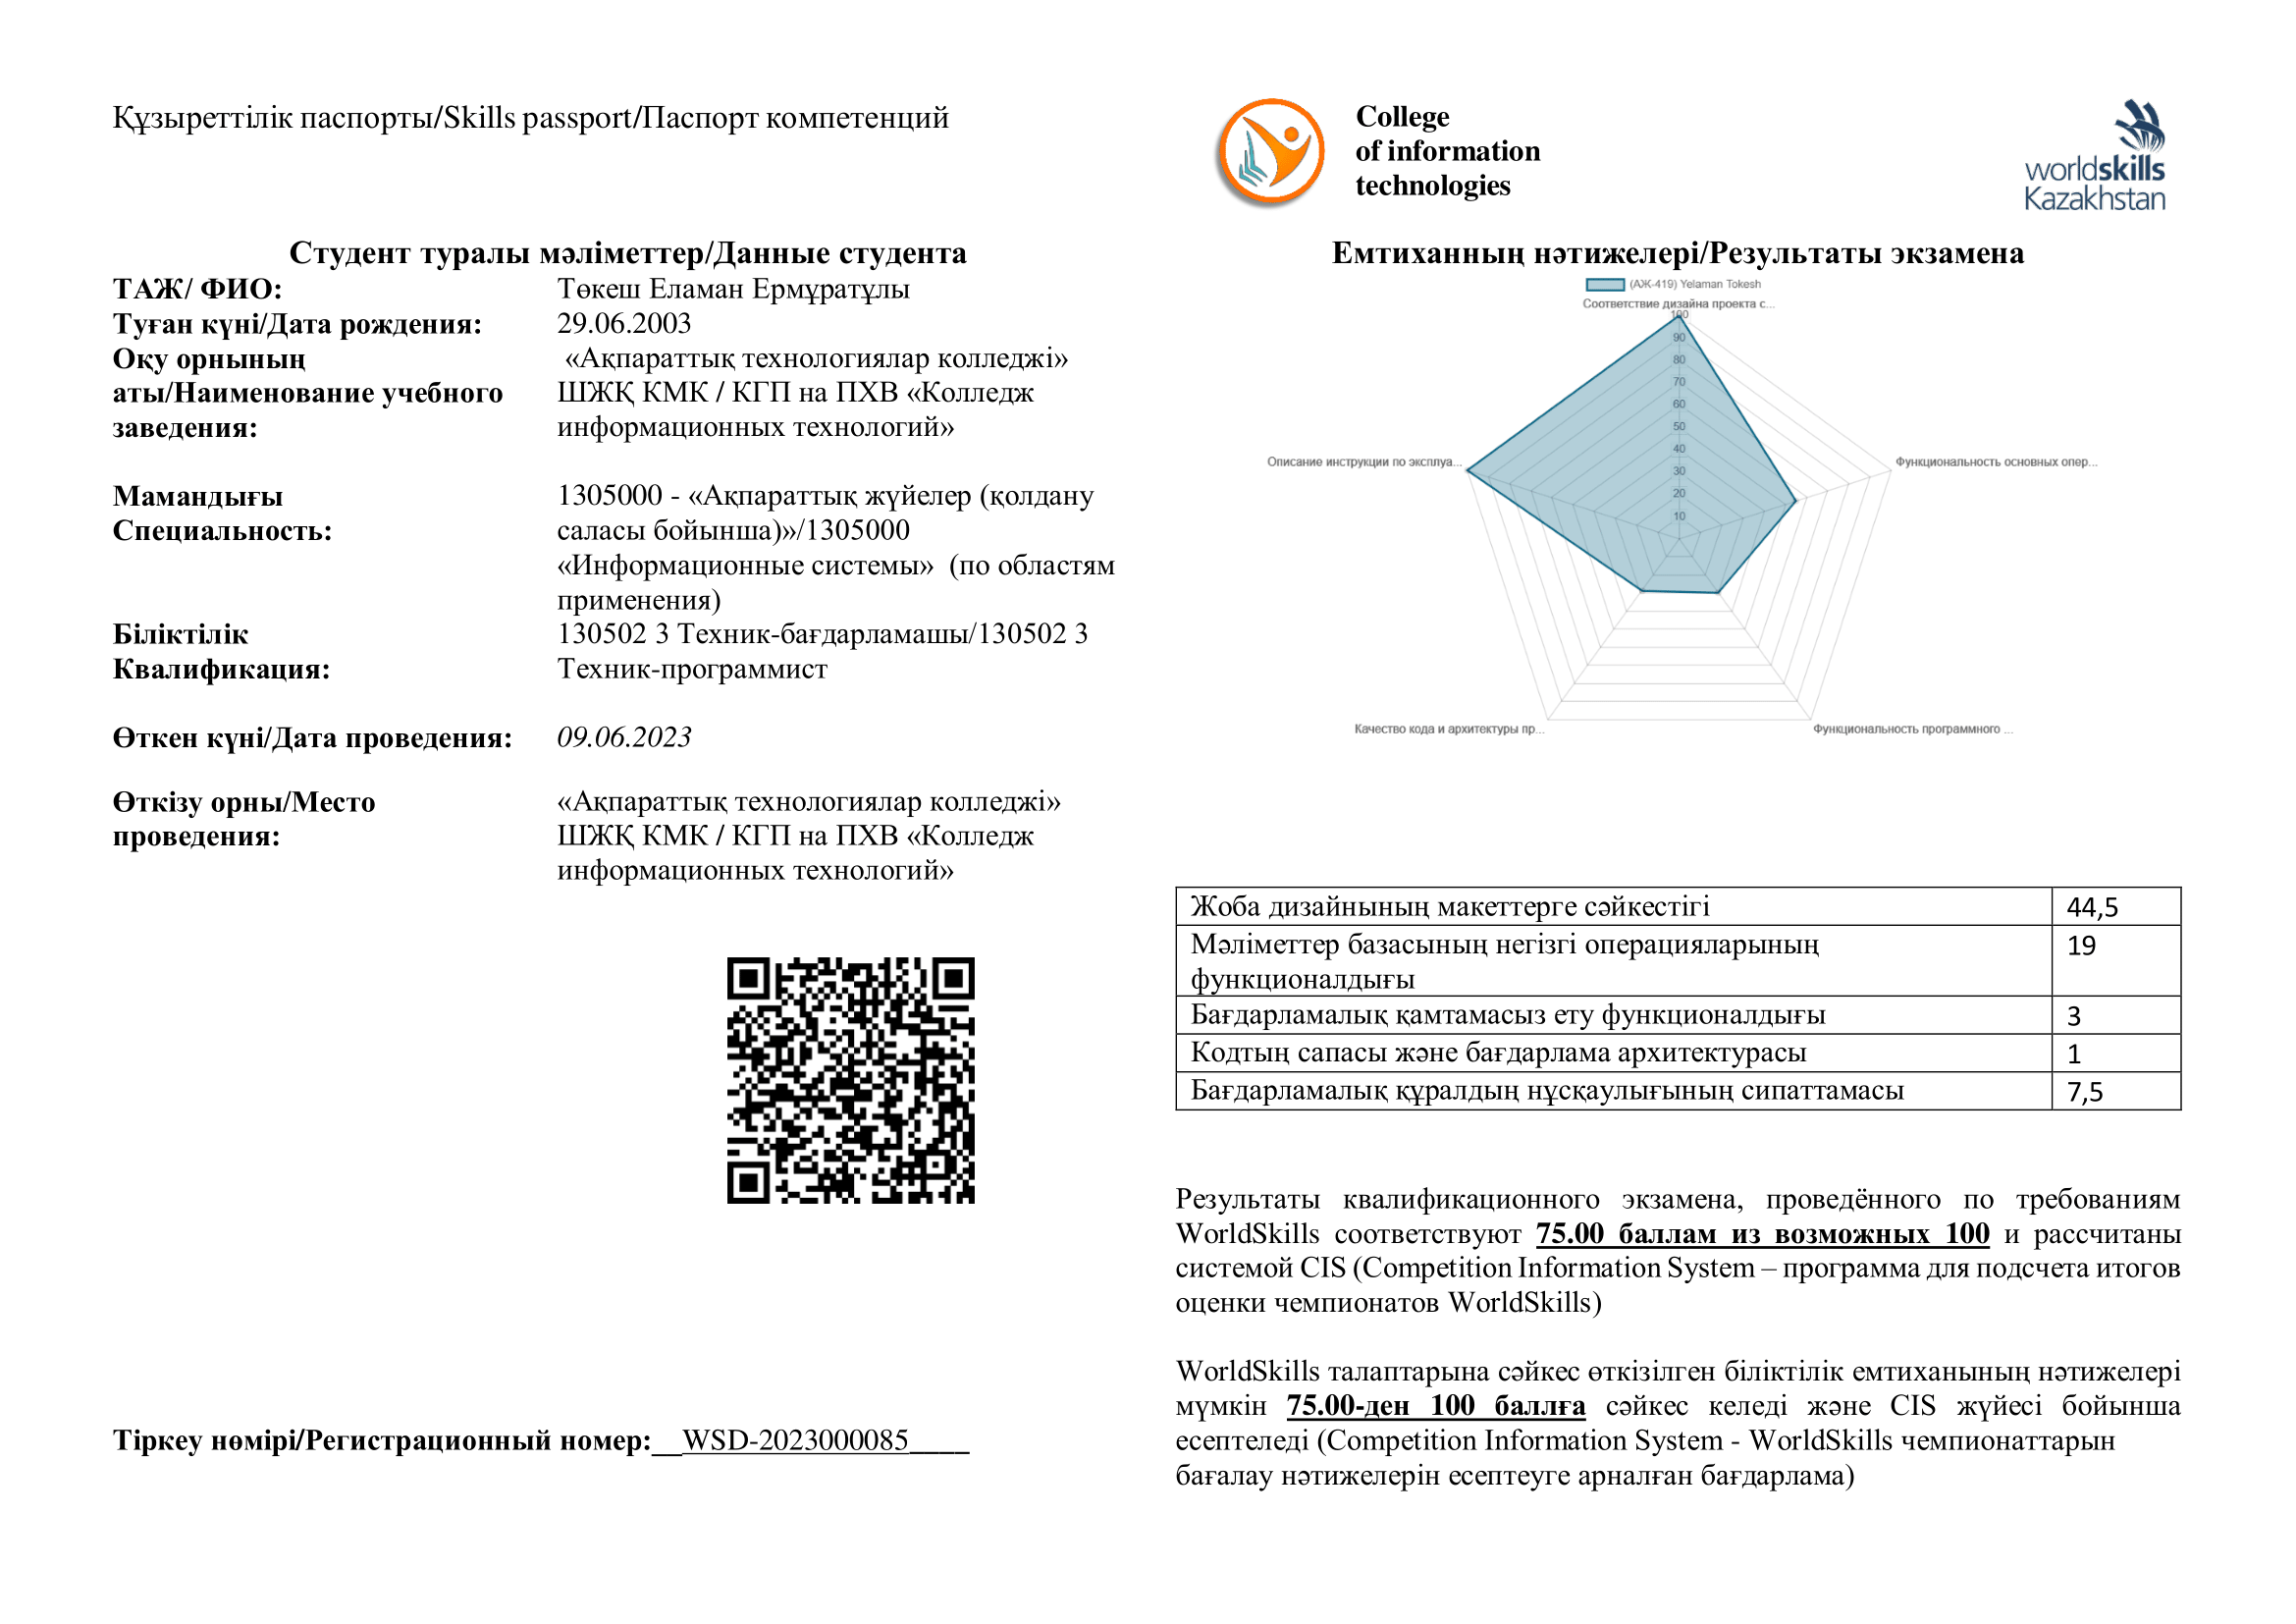 Құзыреттілік паспорты/Skills passport/Паспорт компетенций
College
of information
technologies
worldskills
Kazakhstan
Студент туралы мәліметтер/Данные студента
ТАЖ/ ФИО: Төкеш Еламан Ермұратұлы
Туған күні/Дата рождения: 29.06.2003
Оқу орнының «Ақпараттық технологиялар колледжі»
аты/Наименование учебного ШЖҚ КМК / КГП на ПХВ «Колледж
заведения: информационных технологий»
Мамандығы 1305000 - «Ақпараттық жүйелер (қолдану
Специальность: саласы бойынша)»/1305000
«Информационные системы» (по областям
применения)
Біліктілік 130502 3 Техник-бағдарламашы/130502 3
Квалификация: Техник-программист
Өткен күні/Дата проведения: 09.06.2023
Өткізу орны/Место «Ақпараттық технологиялар колледжі»
проведения: ШЖҚ КМК / КГП на ПХВ «Колледж
информационных технологий»
Тіркеу нөмірі/Регистрационный номер:__WSD-2023000085____
Емтиханның нәтижелері/Результаты экзамена
(АЖ-419) Yelaman Tokesh
Соответствие дизайна проекта с...
100
90
80
70
60
50
40
30
20
10
Описание инструкции по эксплуа...
Функциональность основных опер...
Качество кода и архитектуры пр...
Функциональность программного ...
Жоба дизайнының макеттерге сәйкестігі 44,5
Мәліметтер базасының негізгі операцияларының 19
функционалдығы
Бағдарламалық қамтамасыз ету функционалдығы 3
Кодтың сапасы және бағдарлама архитектурасы 1
Бағдарламалық құралдың нұсқаулығының сипаттамасы 7,5
Результаты квалификационного экзамена, проведённого по требованиям
WorldSkills соответствуют 75.00 баллам из возможных 100 и рассчитаны
системой CIS (Competition Information System – программа для подсчета итогов
оценки чемпионатов WorldSkills)
WorldSkills талаптарына сәйкес өткізілген біліктілік емтиханының нәтижелері
мүмкін 75.00-ден 100 баллға сәйкес келеді және CIS жүйесі бойынша
есептеледі (Competition Information System - WorldSkills чемпионаттарын
бағалау нәтижелерін есептеуге арналған бағдарлама)